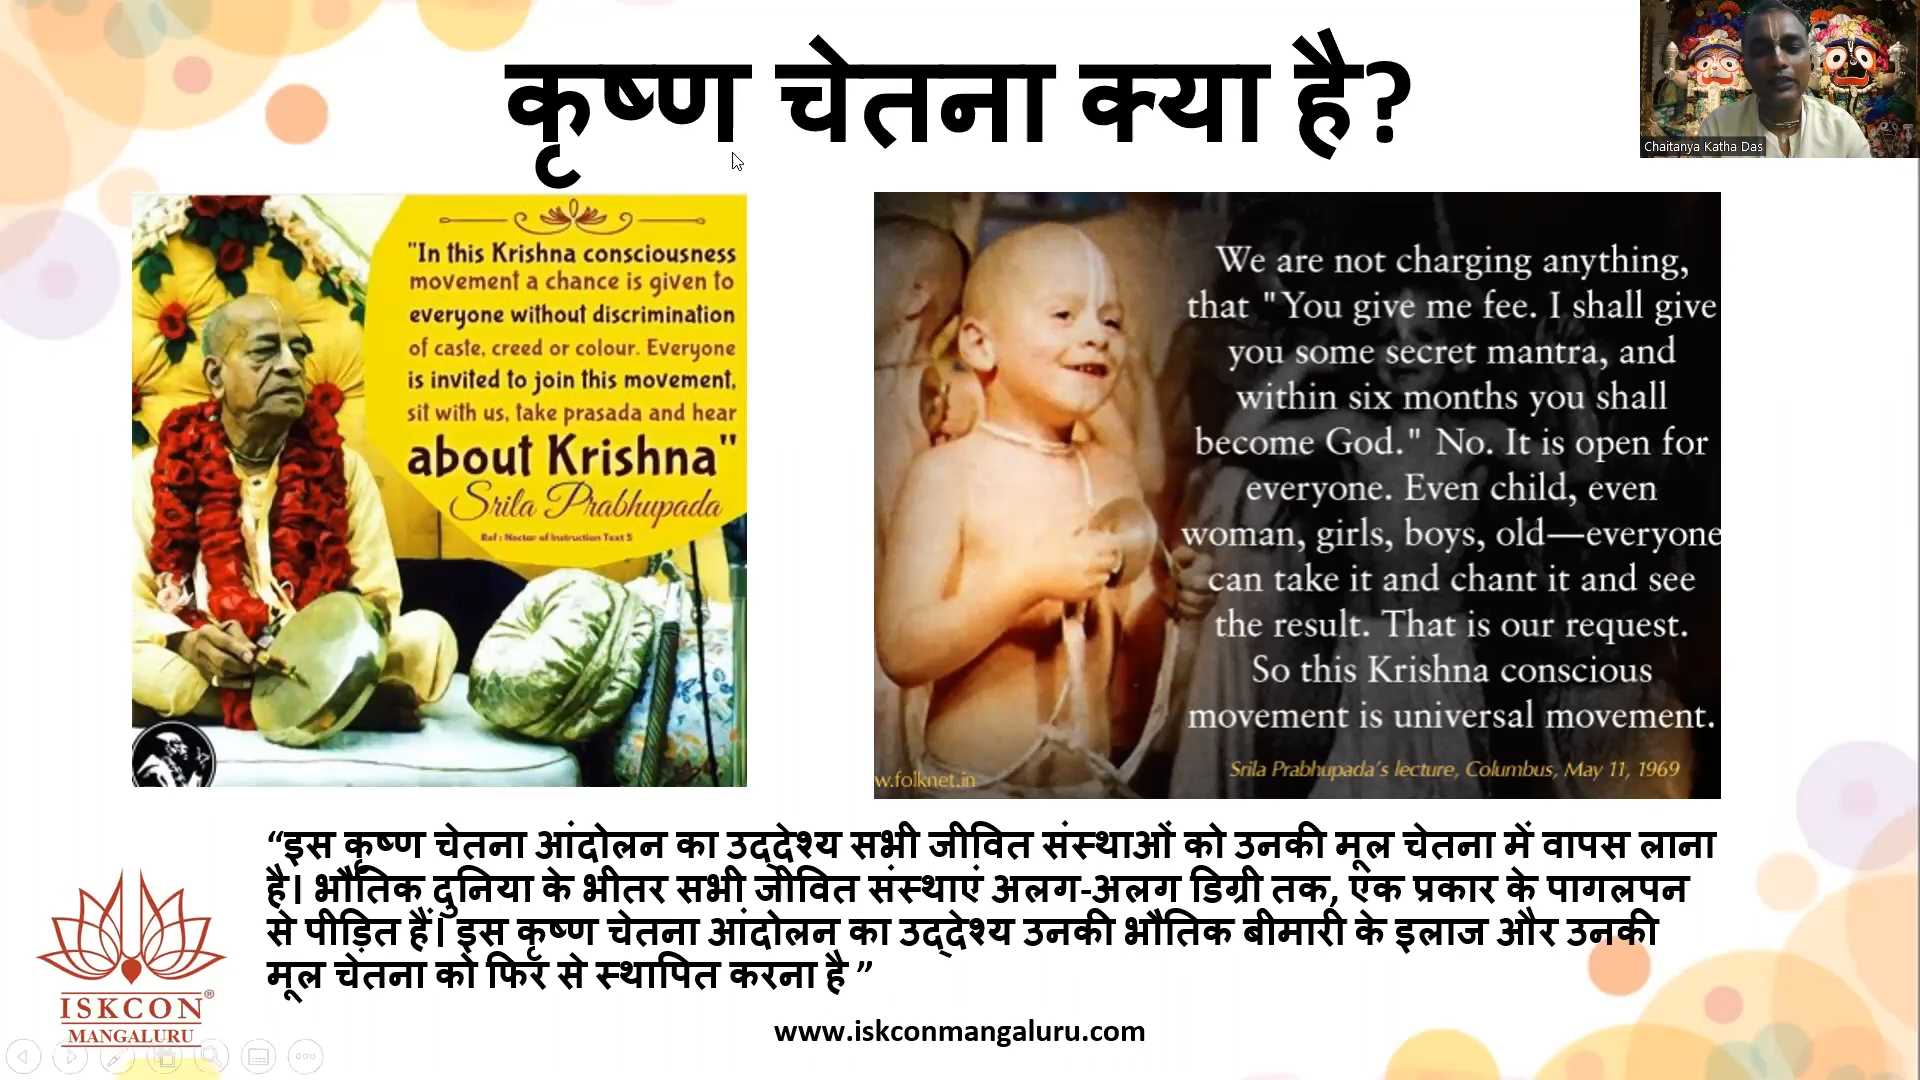 कृष्ण चेतना क्या है?
Chaitanya Katha Das
"In this Krishna consciousness
movement a chance is given to
everyone without discrimination
of caste, creed or colour. Everyone
is invited to join this movement,
sit with us, take prasada and hear
about Krishna"
Srila Prabhupada
Ref : Nectar of Instruction Text 5
We are not charging anything,
that "You give me fee. I shall give
you some secret mantra, and
within six months you shall
become God." No. It is open for
everyone. Even child, even
woman, girls, boys, old—everyone
can take it and chant it and see
the result. That is our request.
So this Krishna conscious
movement is universal movement.
Srila Prabhupada's lecture, Columbus, May 11, 1969
w.folknet.in
“इस कृष्ण चेतना आंदोलन का उद्देश्य सभी जीवित संस्थाओं को उनकी मूल चेतना में वापस लाना
है। भौतिक दुनिया के भीतर सभी जीवित संस्थाएं अलग-अलग डिग्री तक, एक प्रकार के पागलपन
से पीड़ित हैं। इस कृष्ण चेतना आंदोलन का उद्देश्य उनकी भौतिक बीमारी के इलाज और उनकी
मूल चेतना को फिर से स्थापित करना है ”
ISKCON®
MANGALURU
www.iskconmangaluru.com